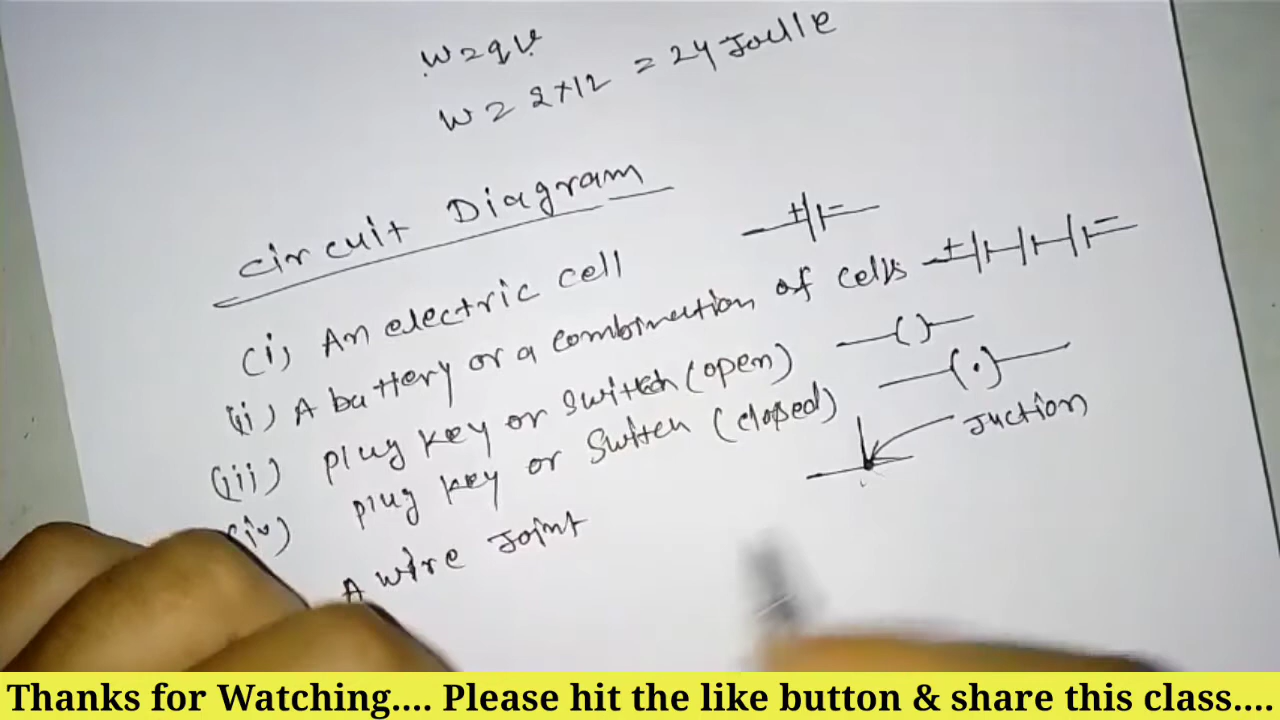 W=qV
W = 2×12 = 24 Joule
Circuit Diagram
(i) An electric cell
(ii) A battery or a combination of cells
(iii) plug key or switch (open)
(iv) plug key or switch (closed)
Juction
A wire Joint
Thanks for Watching.... Please hit the like button & share this class....